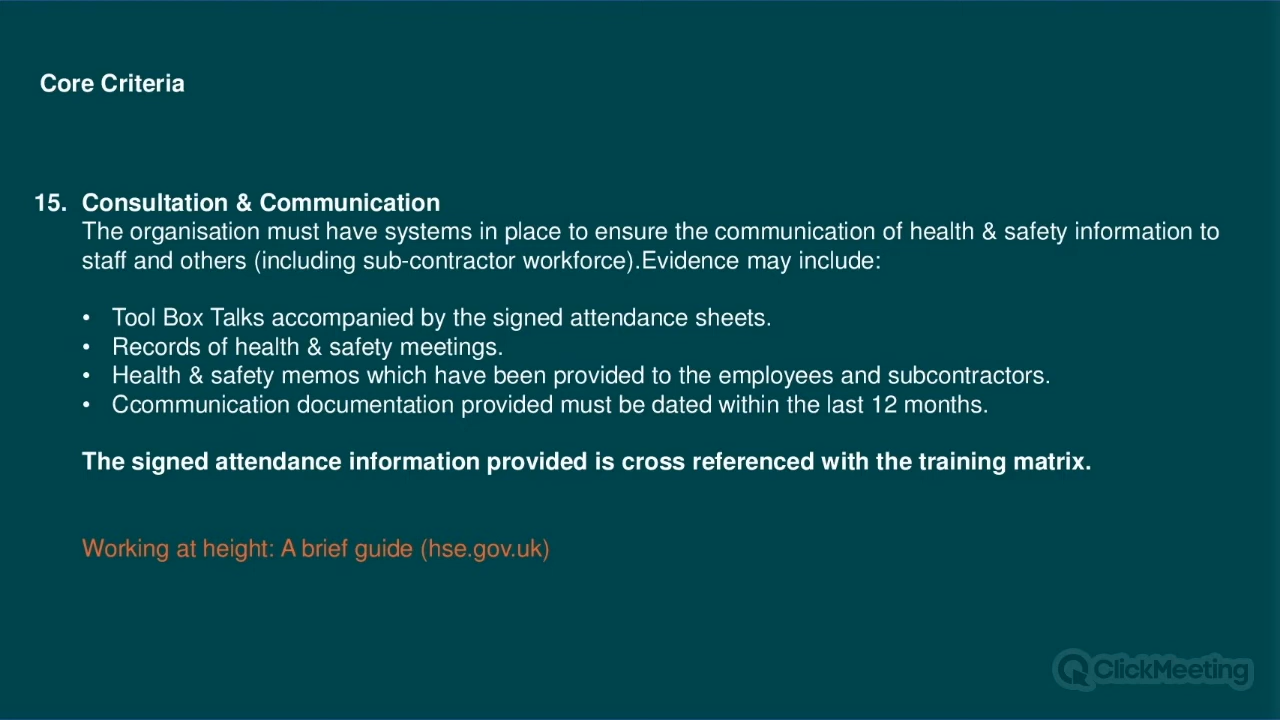 Core Criteria
15. Consultation & Communication
The organisation must have systems in place to ensure the communication of health & safety information to
staff and others (including sub-contractor workforce).Evidence may include:
• Tool Box Talks accompanied by the signed attendance sheets.
• Records of health & safety meetings.
• Health & safety memos which have been provided to the employees and subcontractors.
• Ccommunication documentation provided must be dated within the last 12 months.
The signed attendance information provided is cross referenced with the training matrix.
Working at height: A brief guide (hse.gov.uk)
ClickMeeting